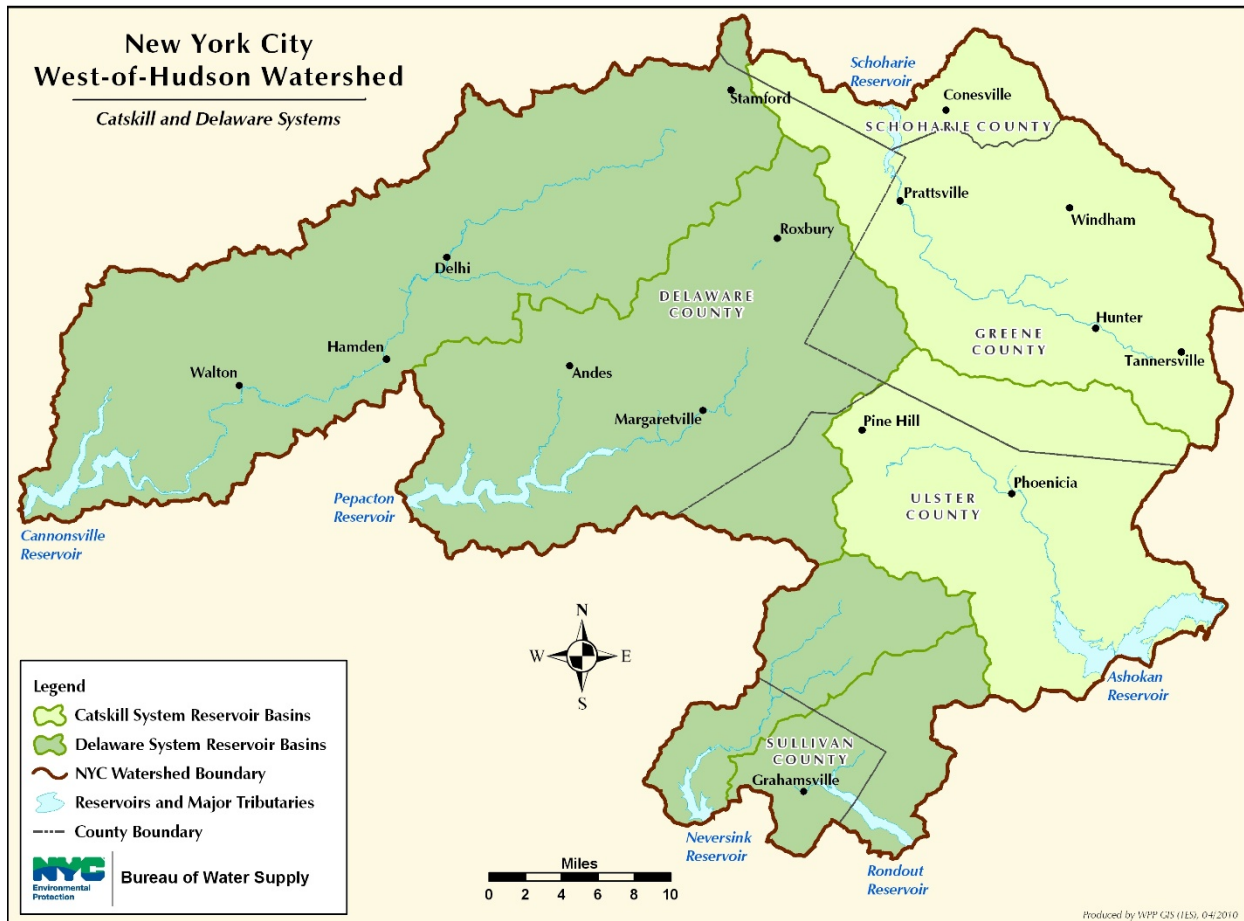 New York City
West-of-Hudson Watershed
Catskill and Delaware Systems
Schoharie
Reservoir
Stamford
Conesville
SCHOHARIE COUNTY
Prattsville
Windham
Roxbury
Delhi
DELAWARE
COUNTY
Hunter
GREENE
COUNTY
Tannersville
Hamden
Walton
Andes
Margaretville
Pine Hill
Phoenicia
ULSTER
COUNTY
Pepacton
Reservoir
Cannonsville
Reservoir
N
W
E
S
Ashokan
Reservoir
SULLIVAN
COUNTY
Grahamsville
Neversink
Reservoir
Rondout
Reservoir
Legend
Catskill System Reservoir Basins
Delaware System Reservoir Basins
NYC Watershed Boundary
Reservoirs and Major Tributaries
County Boundary
NYC
Environmental
Protection
Bureau of Water Supply
Miles
0 2 4 6 8 10
Produced by WPP GIS (TES), 04/2010